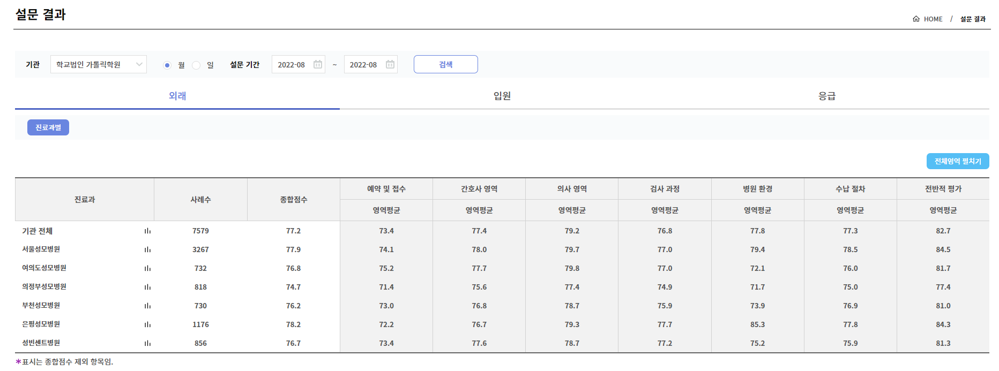 설문 결과
HOME / 설문 결과
기관 학교법인 가톨릭학원 월 일 설문 기간 2022-08 ~ 2022-08 검색
외래 입원 응급
진료과별
전체영역 펼치기
진료과 사례수 종합점수 예약 및 접수 간호사 영역 의사 영역 검사 과정 병원 환경 수납 절차 전반적 평가
영역평균 영역평균 영역평균 영역평균 영역평균 영역평균 영역평균
기관 전체 7579 77.2 73.4 77.4 79.2 76.8 77.8 77.3 82.7
서울성모병원 3267 77.9 74.1 78.0 79.7 77.0 79.4 78.5 84.5
여의도성모병원 732 76.8 75.2 77.7 79.8 77.0 72.1 76.0 81.7
의정부성모병원 818 74.7 71.4 75.6 77.4 74.9 71.7 75.0 77.4
부천성모병원 730 76.2 73.0 76.8 78.7 75.9 73.9 76.9 81.0
은평성모병원 1176 78.2 72.2 76.7 79.3 77.7 85.3 77.8 84.3
성빈센트병원 856 76.7 73.4 77.6 78.7 77.2 75.2 75.9 81.3
*표시는 종합점수 제외 항목임.